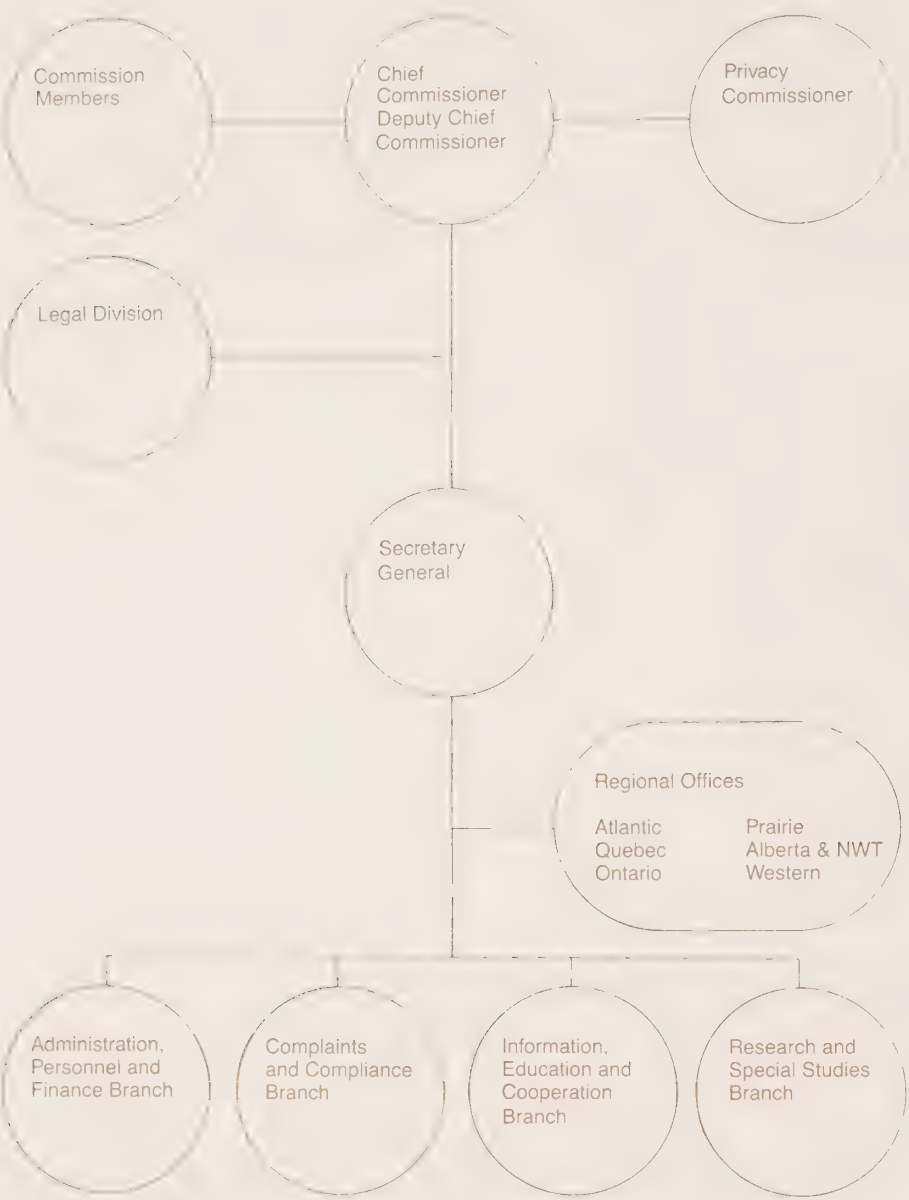 Commission
Members
Chief
Commissioner
Deputy Chief
Commissioner
Privacy
Commissioner
Legal Division
Secretary
General
Regional Offices
Atlantic
Quebec
Ontario
Prairie
Alberta & NWT
Western
Administration,
Personnel and
Finance Branch
Complaints
and Compliance
Branch
Information,
Education and
Cooperation
Branch
Research and
Special Studies
Branch